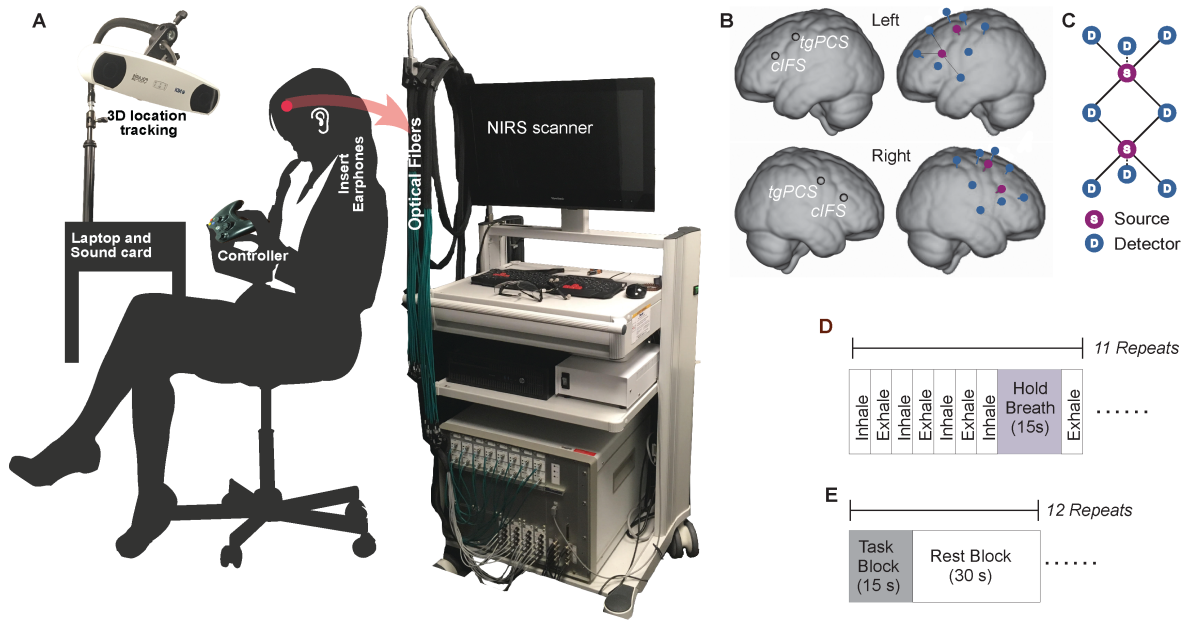 A
3D location
tracking
Insert
Earphones
Optical Fibers
NIRS scanner
Laptop and
Sound card
Controller
B
Left
tgPCS
cIFS
Right
tgPCS
cIFS
C
D
D
D
S
D
D
S
D
D
D
S Source
D Detector
D
11 Repeats
Inhale
Exhale
Inhale
Exhale
Inhale
Exhale
Inhale
Hold
Breath
(15s)
Exhale
......
E
12 Repeats
Task
Block
(15 s)
Rest Block
(30 s)
......